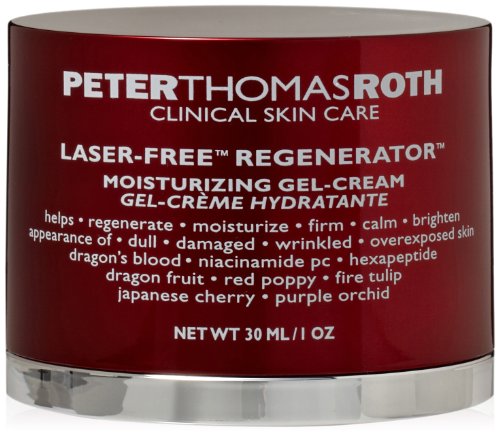 PETERTHOMASROTH
CLINICAL SKIN CARE
LASER-FREE™ REGENERATOR™
MOISTURIZING GEL-CREAM
GEL-CRÈME HYDRATANTE
helps • regenerate • moisturize • firm • calm • brighten
appearance of • dull • damaged • wrinkled • overexposed skin
dragon's blood • niacinamide pc • hexapeptide
dragon fruit • red poppy • fire tulip
japanese cherry • purple orchid
NET WT 30 ML/1 OZ